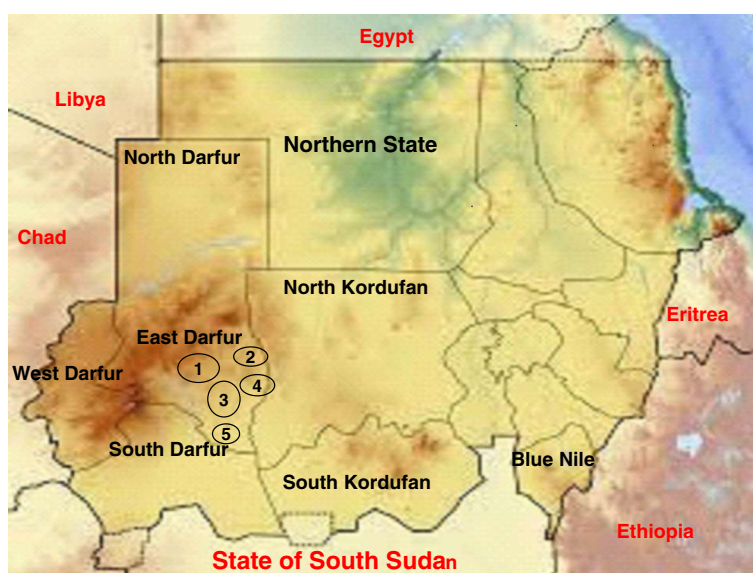 Egypt
Libya
Northern State
North Darfur
Chad
North Kordufan
Eritrea
East Darfur
2
1
West Darfur
4
3
5
South Darfur
Blue Nile
South Kordufan
Ethiopia
State of South Sudan